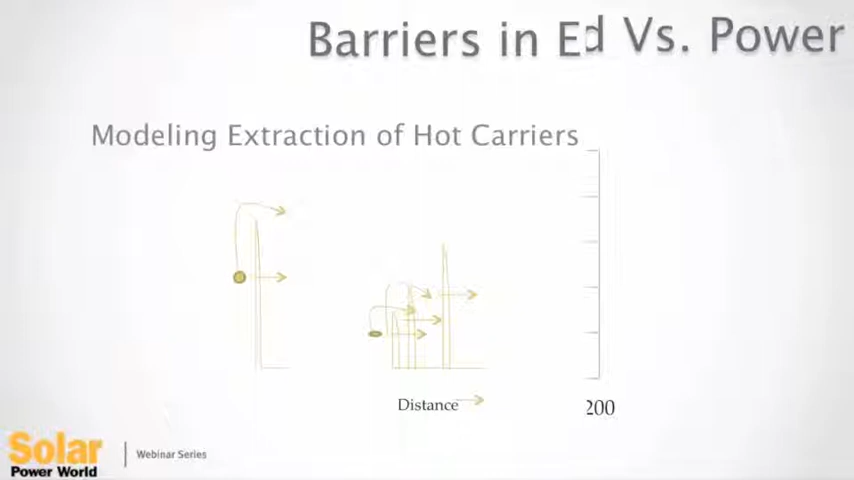 Barriers in Ed Vs. Power
Modeling Extraction of Hot Carriers
Distance
200
Solar
Power World
Webinar Series